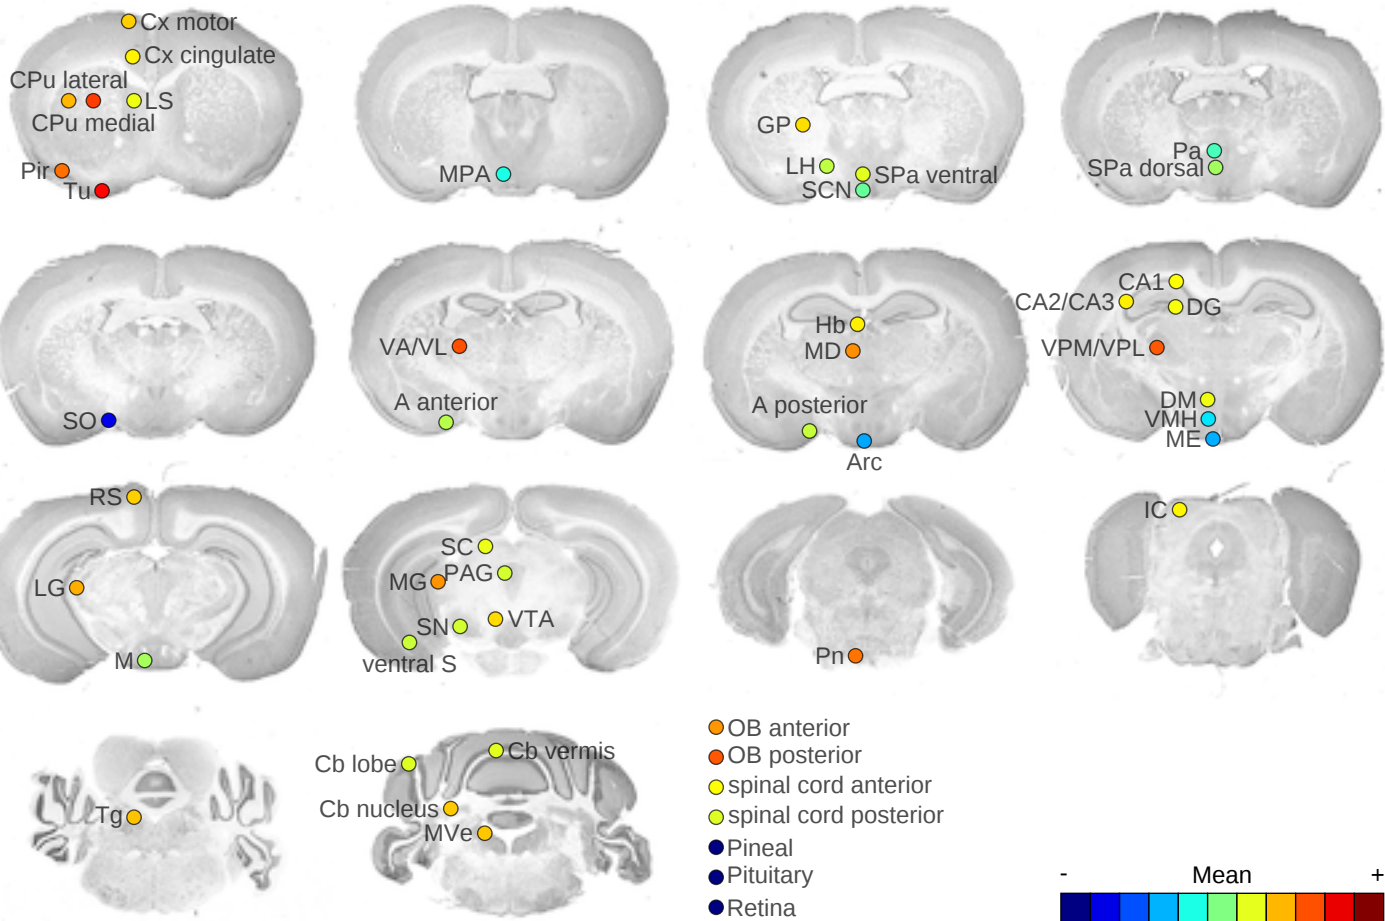 Cx motor
Cx cingulate
CPu lateral
LS
CPu medial
Pir
Tu
MPA
GP
LH
SPa ventral
SCN
Pa
SPa dorsal
SO
VA/VL
A anterior
Hb
MD
A posterior
Arc
CA1
CA2/CA3
DG
VPM/VPL
DM
VMH
ME
RS
LG
M
SC
MG
PAG
SN
VTA
ventral S
Pn
IC
Tg
Cb lobe
Cb vermis
Cb nucleus
MVe
OB anterior
OB posterior
spinal cord anterior
spinal cord posterior
Pineal
Pituitary
Retina
- Mean +